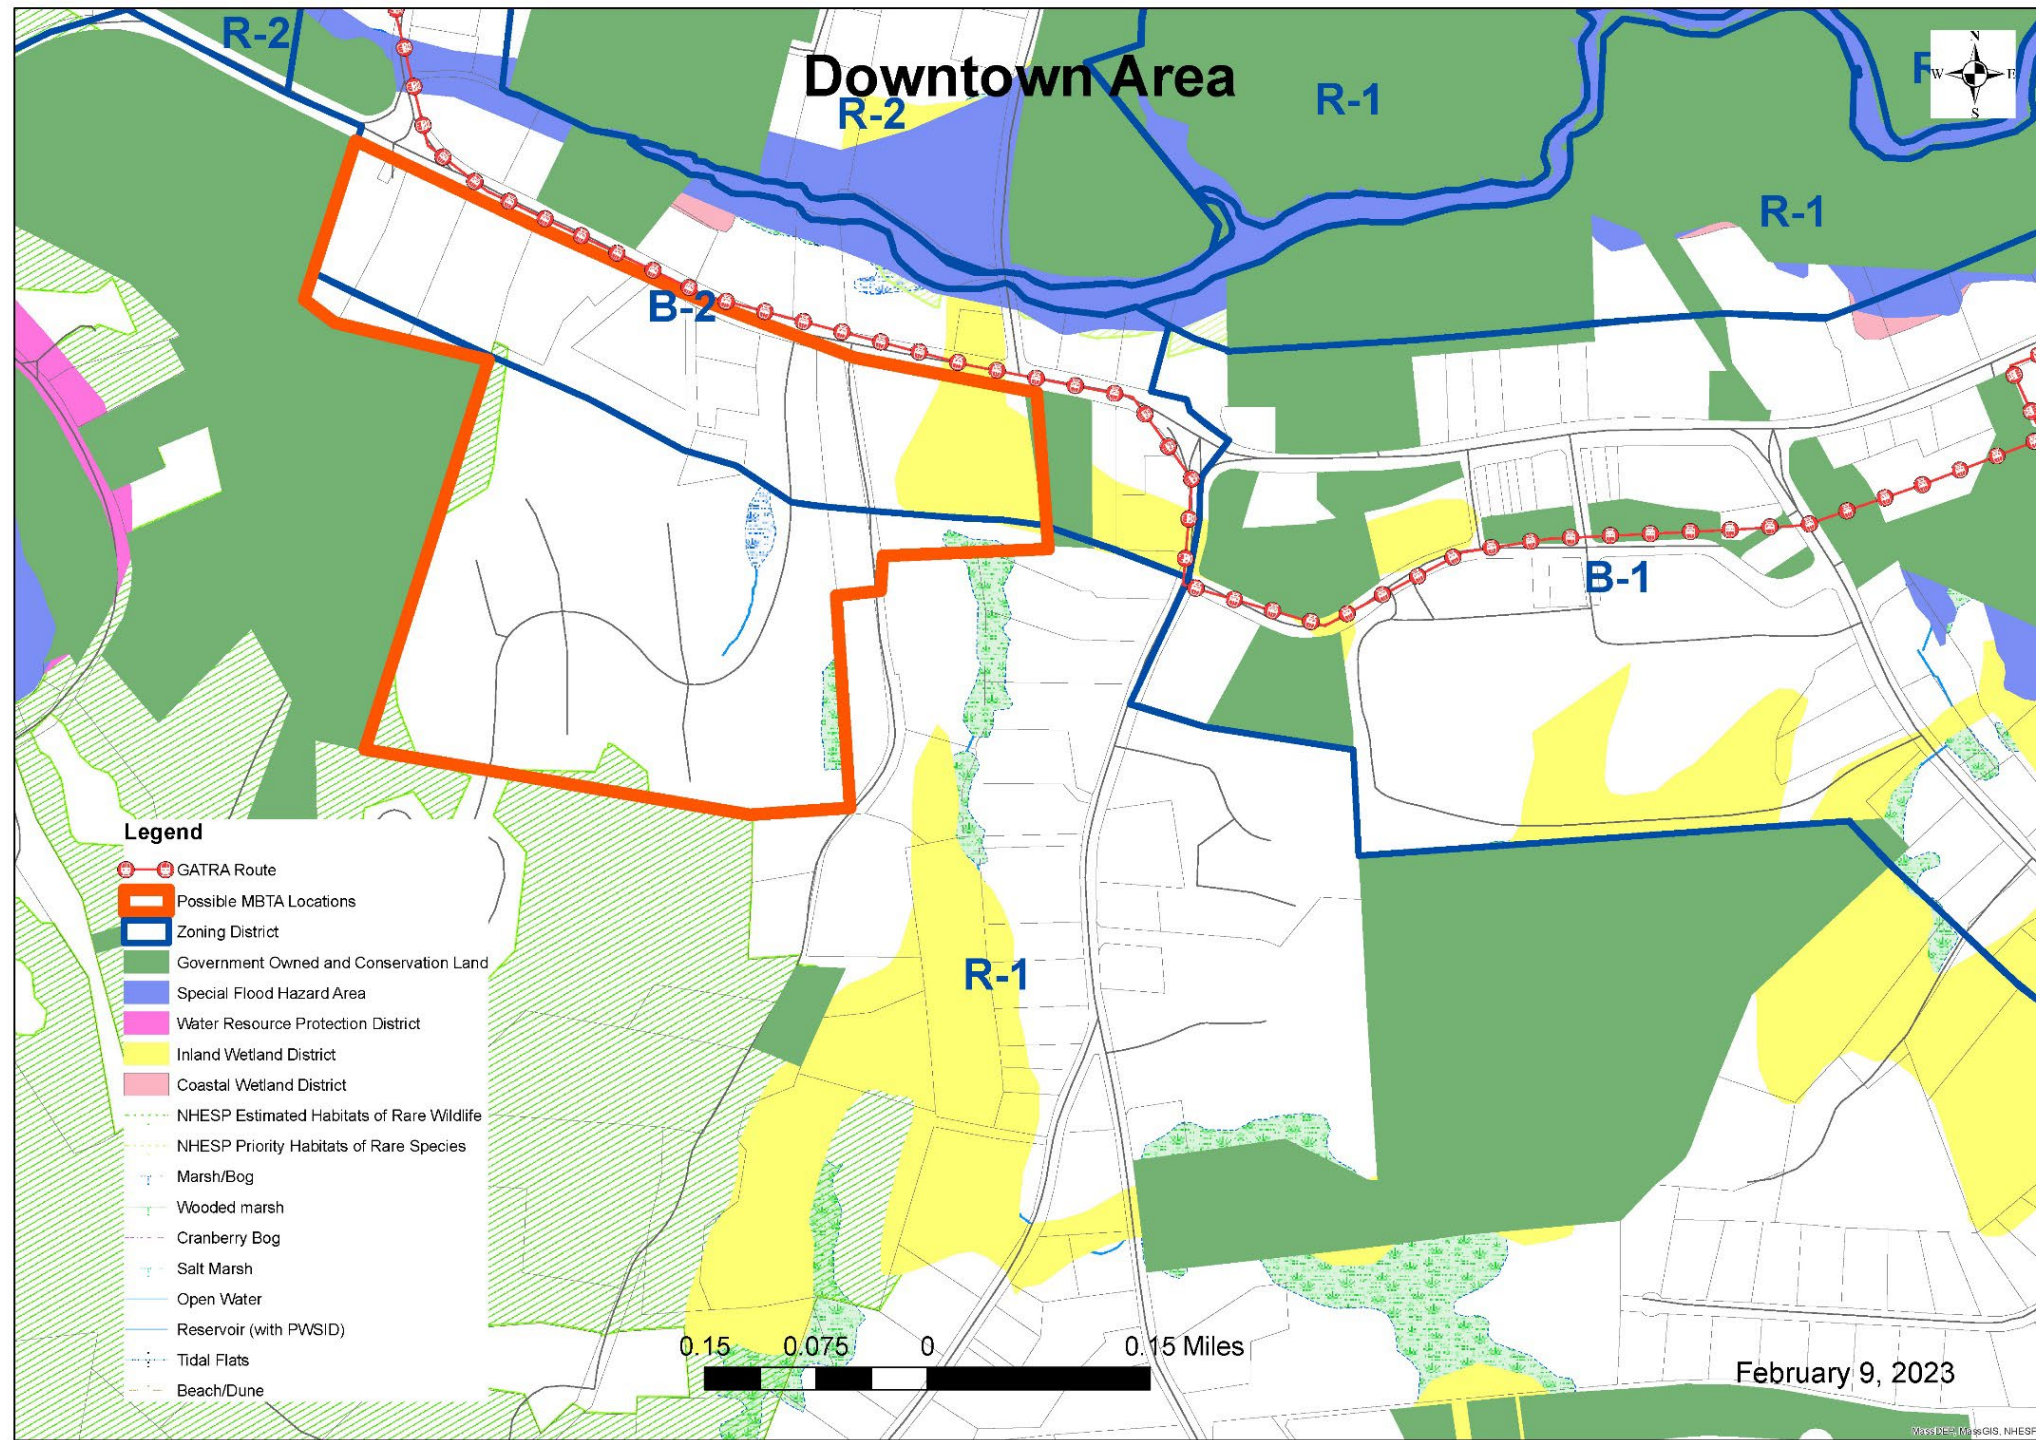 Downtown Area
R-2
R-2
R-1
N
W
E
S
R-1
B-2
B-1
R-1
Legend
GATRA Route
Possible MBTA Locations
Zoning District
Government Owned and Conservation Land
Special Flood Hazard Area
Water Resource Protection District
Inland Wetland District
Coastal Wetland District
NHESP Estimated Habitats of Rare Wildlife
NHESP Priority Habitats of Rare Species
Marsh/Bog
Wooded marsh
Cranberry Bog
Salt Marsh
Open Water
Reservoir (with PWSID)
Tidal Flats
Beach/Dune
0.15 0.075 0 0.15 Miles
February 9, 2023
MassDEP, MassGIS, NHESP